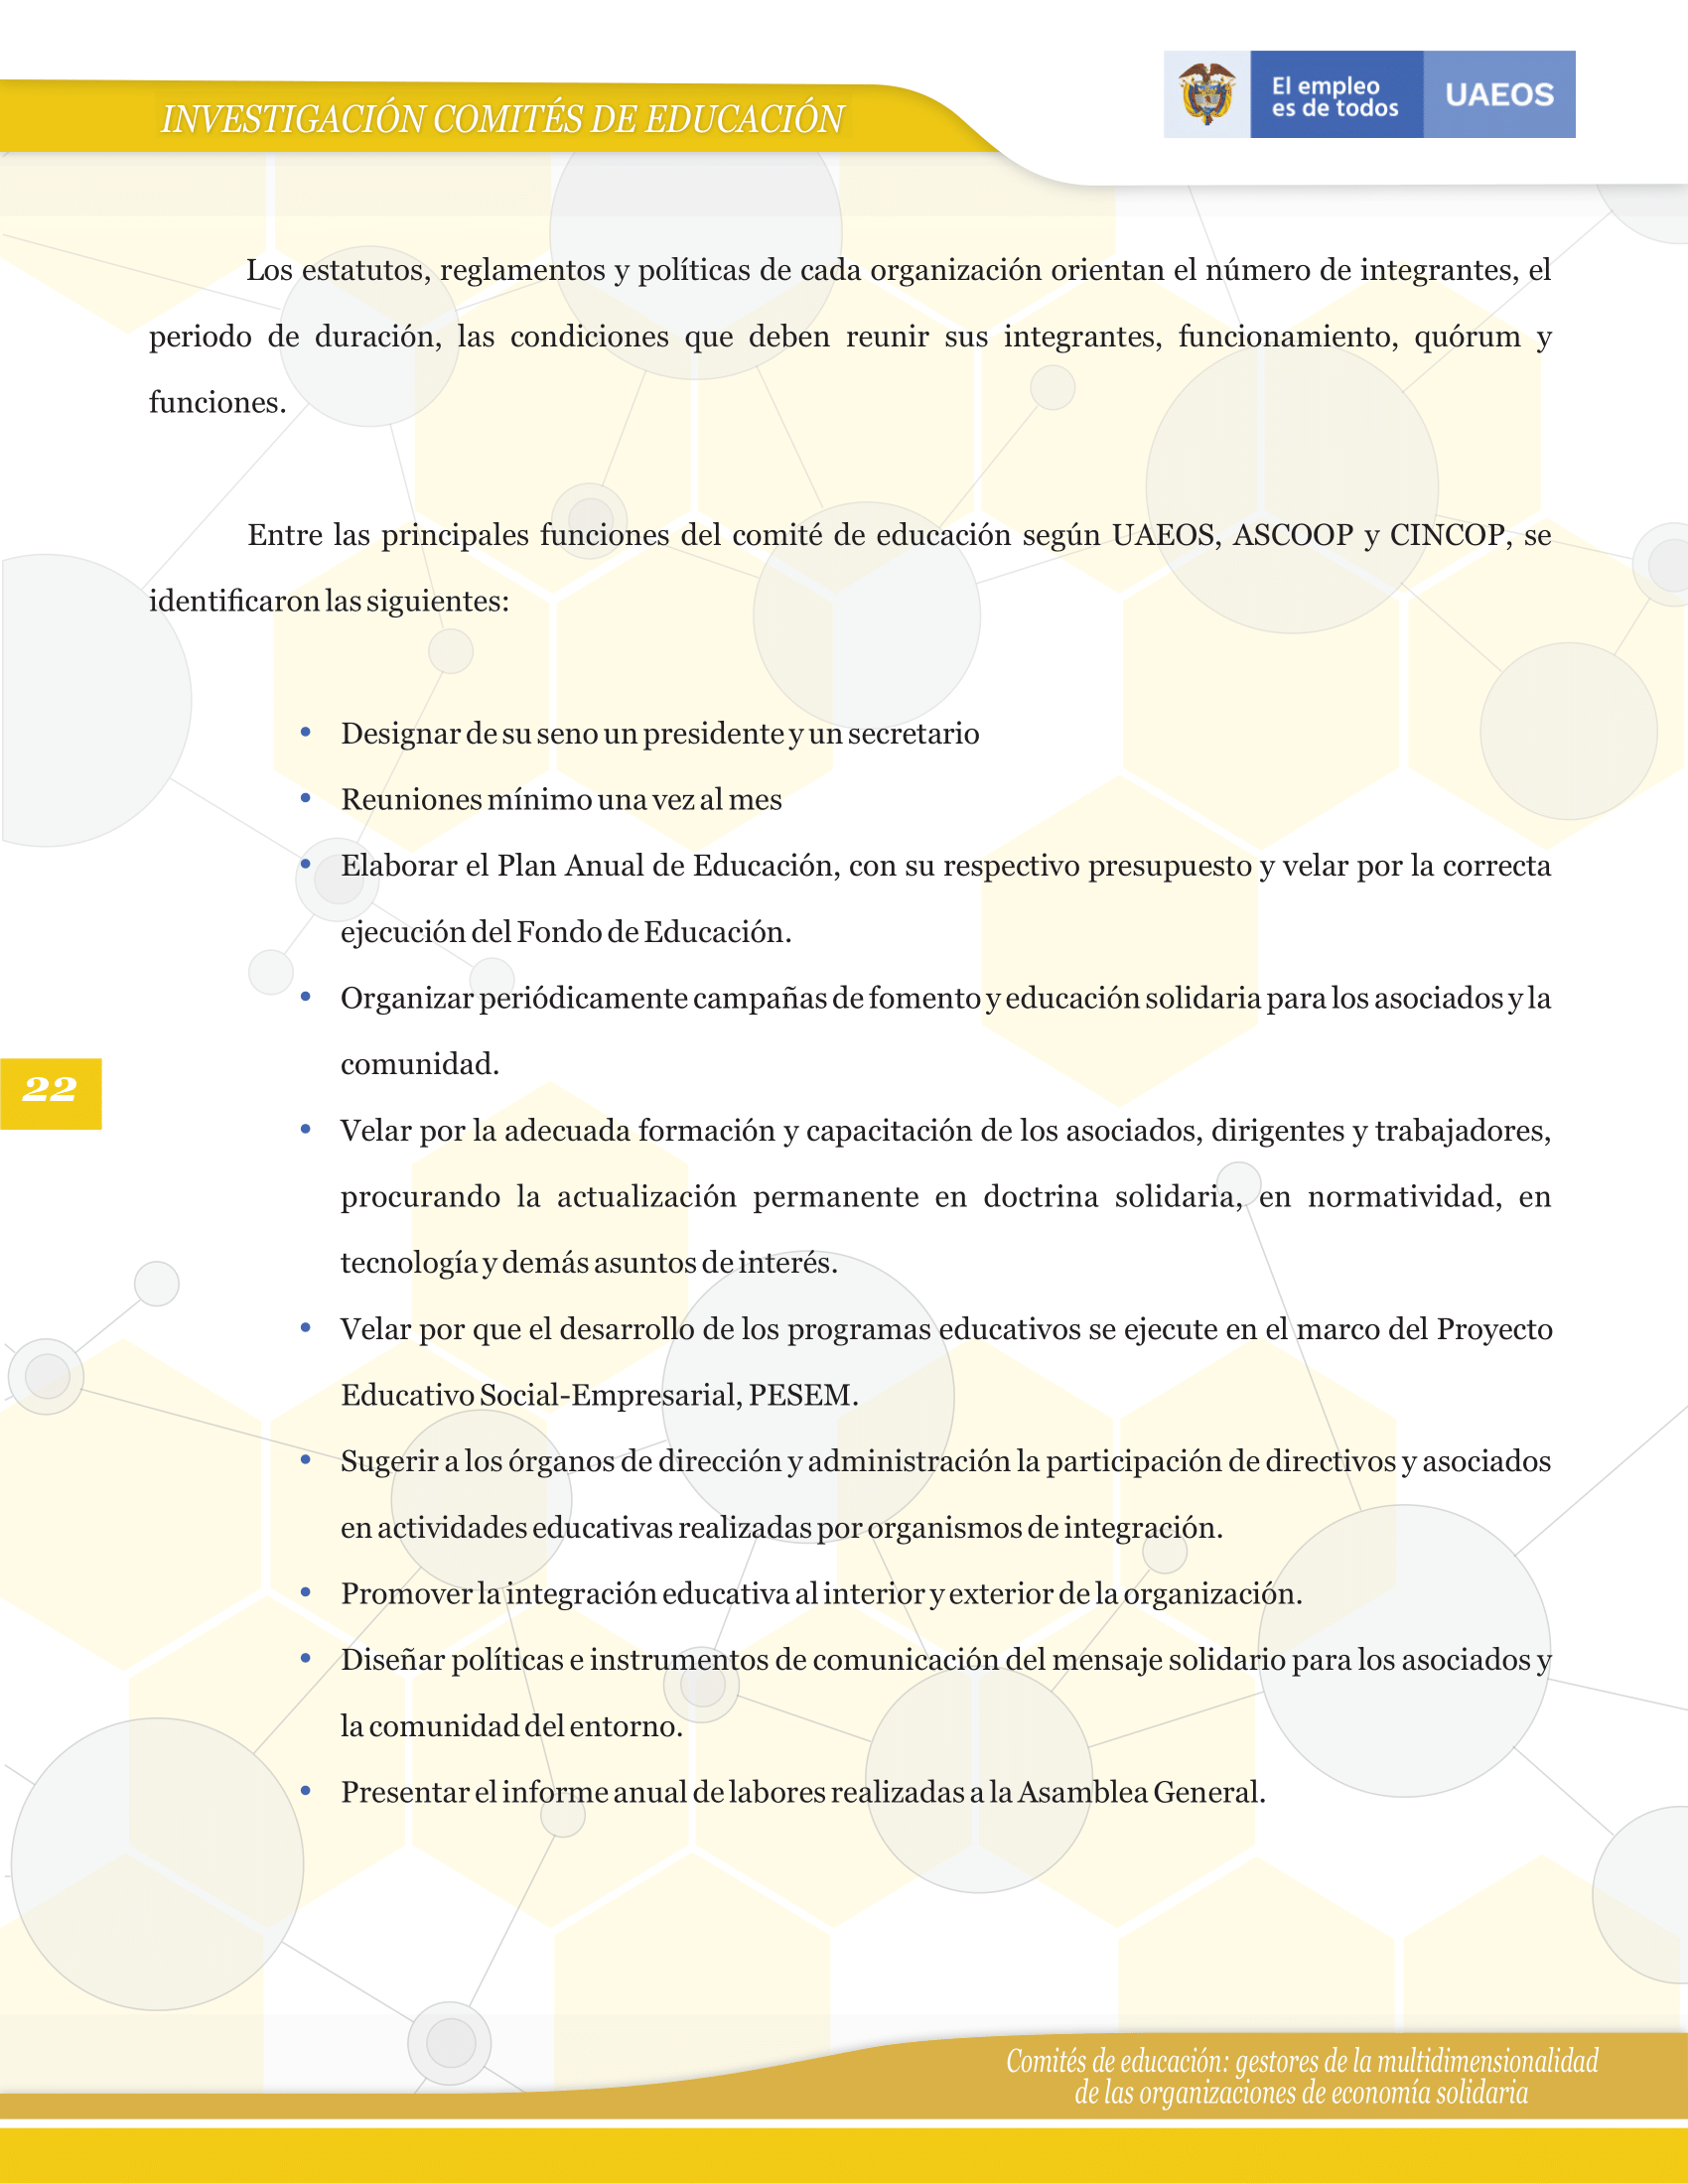 INVESTIGACIÓN COMITÉS DE EDUCACIÓN
El empleo
es de todos
UAEOS
Los estatutos, reglamentos y políticas de cada organización orientan el número de integrantes, el
periodo de duración, las condiciones que deben reunir sus integrantes, funcionamiento, quórum y
funciones.
Entre las principales funciones del comité de educación según UAEOS, ASCOOP y CINCOP, se
identificaron las siguientes:
• Designar de su seno un presidente y un secretario
• Reuniones mínimo una vez al mes
• Elaborar el Plan Anual de Educación, con su respectivo presupuesto y velar por la correcta
ejecución del Fondo de Educación.
• Organizar periódicamente campañas de fomento y educación solidaria para los asociados y la
comunidad.
22
• Velar por la adecuada formación y capacitación de los asociados, dirigentes y trabajadores,
procurando la actualización permanente en doctrina solidaria, en normatividad, en
tecnología y demás asuntos de interés.
• Velar por que el desarrollo de los programas educativos se ejecute en el marco del Proyecto
Educativo Social-Empresarial, PESEM.
• Sugerir a los órganos de dirección y administración la participación de directivos y asociados
en actividades educativas realizadas por organismos de integración.
• Promover la integración educativa al interior y exterior de la organización.
• Diseñar políticas e instrumentos de comunicación del mensaje solidario para los asociados y
la comunidad del entorno.
• Presentar el informe anual de labores realizadas a la Asamblea General.
Comités de educación: gestores de la multidimensionalidad
de las organizaciones de economía solidaria